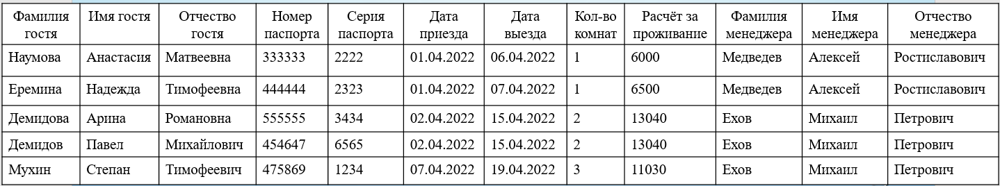 Фамилия гостя Имя гостя Отчество гостя Номер паспорта Серия паспорта Дата приезда Дата выезда Кол-во комнат Расчёт за проживание Фамилия менеджера Имя менеджера Отчество менеджера
Наумова Анастасия Матвеевна 333333 2222 01.04.2022 06.04.2022 1 6000 Медведев Алексей Ростиславович
Еремина Надежда Тимофеевна 444444 2323 01.04.2022 07.04.2022 1 6500 Медведев Алексей Ростиславович
Демидова Арина Романовна 555555 3434 02.04.2022 15.04.2022 2 13040 Ехов Михаил Петрович
Демидов Павел Михайлович 454647 6565 02.04.2022 15.04.2022 2 13040 Ехов Михаил Петрович
Мухин Степан Тимофеевич 475869 1234 07.04.2022 19.04.2022 3 11030 Ехов Михаил Петрович